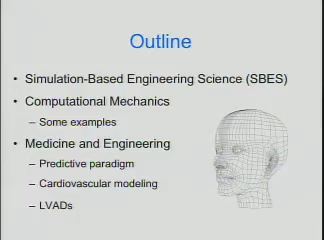 Outline
• Simulation-Based Engineering Science (SBES)
• Computational Mechanics
– Some examples
• Medicine and Engineering
– Predictive paradigm
– Cardiovascular modeling
– LVADs